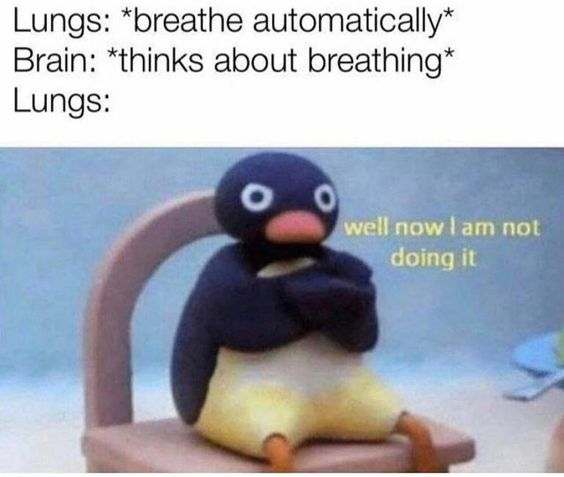 Lungs: *breathe automatically*
Brain: *thinks about breathing*
Lungs:
well now I am not
doing it